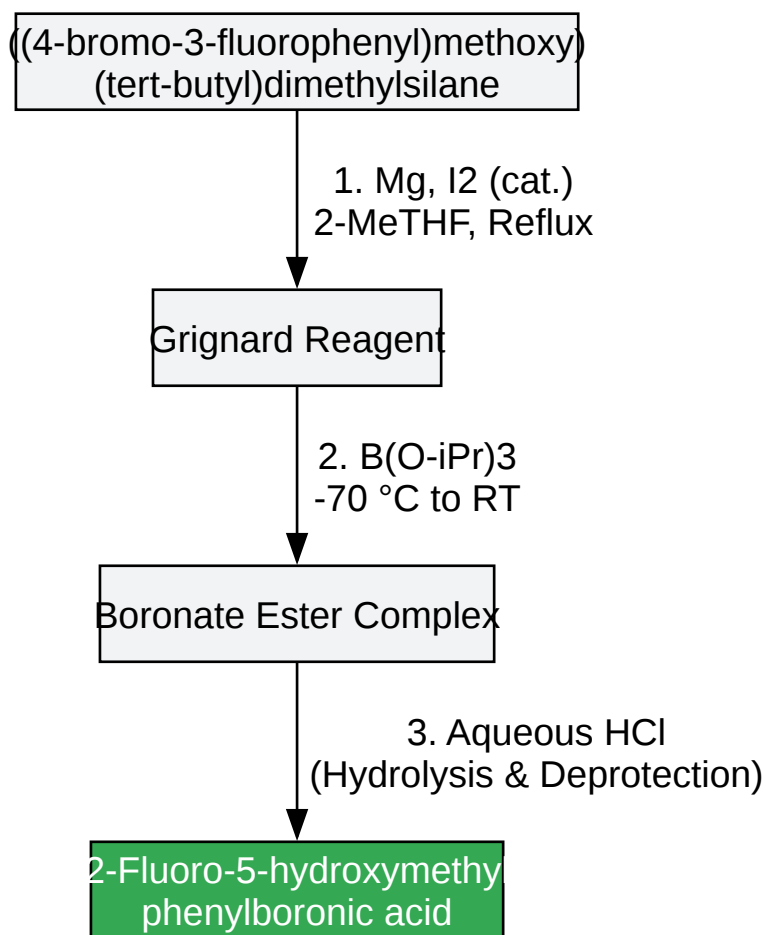 ((4-bromo-3-fluorophenyl)methoxy)
(tert-butyl)dimethylsilane
1. Mg, I2 (cat.)
2-MeTHF, Reflux
Grignard Reagent
2. B(O-iPr)3
-70 °C to RT
Boronate Ester Complex
3. Aqueous HCl
(Hydrolysis & Deprotection)
2-Fluoro-5-hydroxymethyl
phenylboronic acid